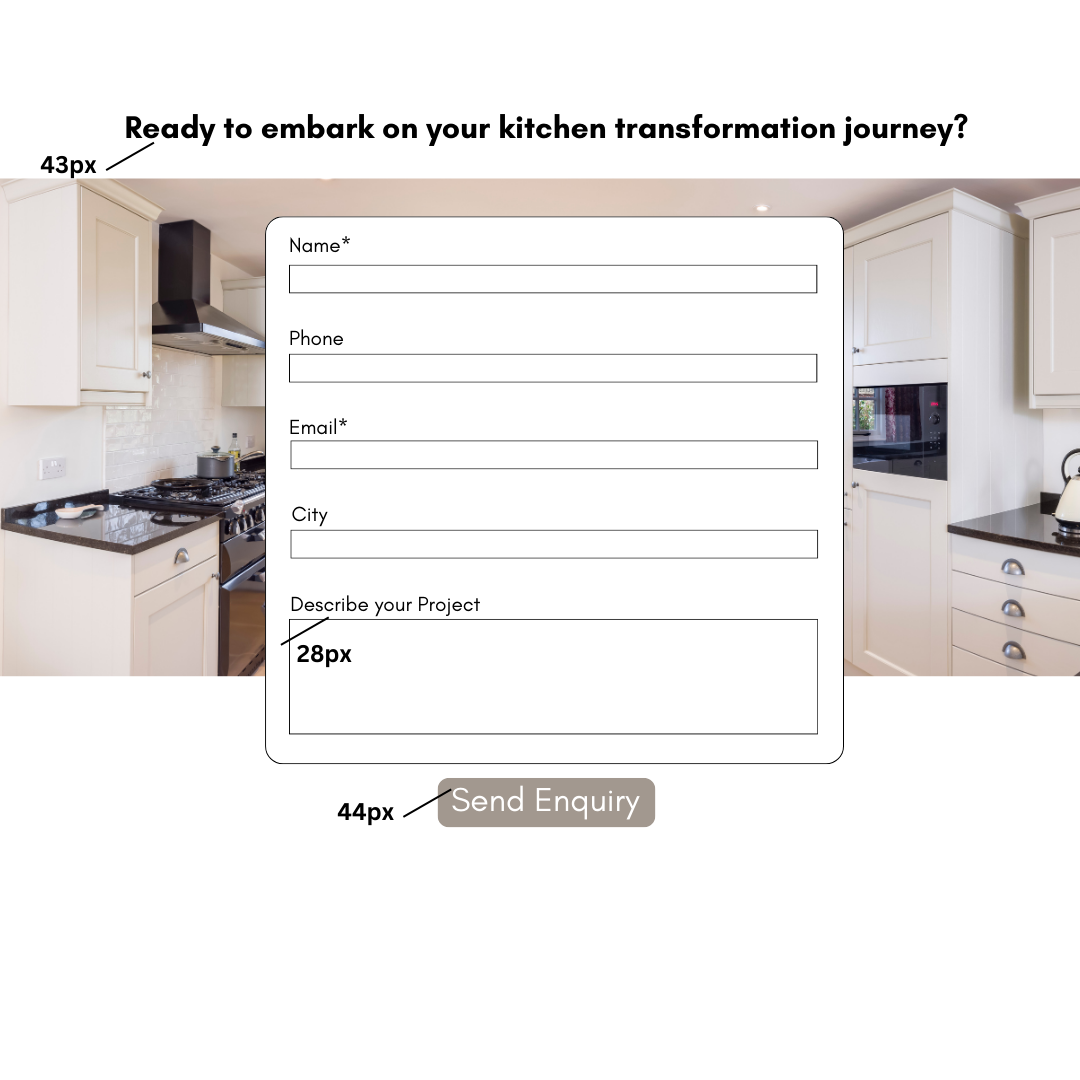 Ready to embark on your kitchen transformation journey?
43px
Name*
Phone
Email*
City
Describe your Project
28px
44px
Send Enquiry